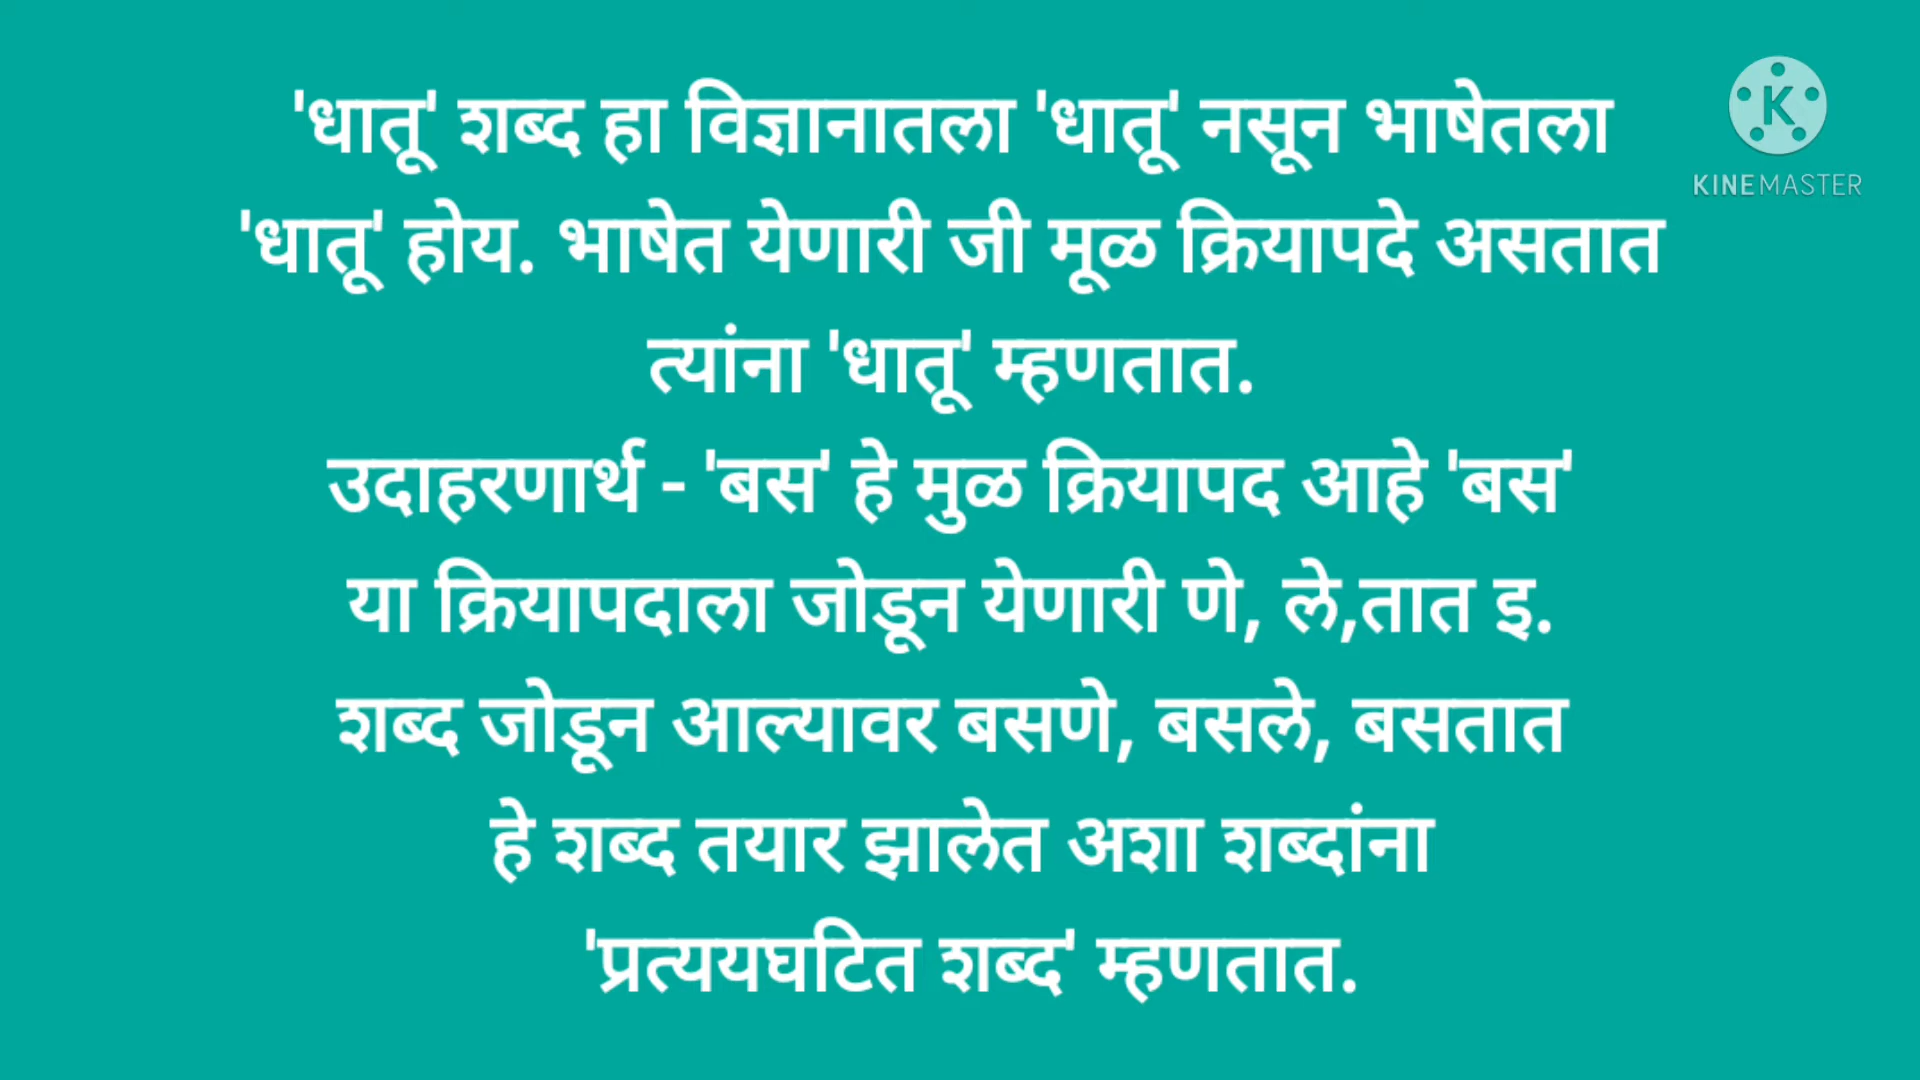 'धातू' शब्द हा विज्ञानातला 'धातू' नसून भाषेतला
'धातू' होय. भाषेत येणारी जी मूळ क्रियापदे असतात
त्यांना 'धातू' म्हणतात.
उदाहरणार्थ - 'बस' हे मुळ क्रियापद आहे 'बस'
या क्रियापदाला जोडून येणारी णे, ले,तात इ.
शब्द जोडून आल्यावर बसणे, बसले, बसतात
हे शब्द तयार झालेत अशा शब्दांना
'प्रत्ययघटित शब्द' म्हणतात.
K
KINEMASTER